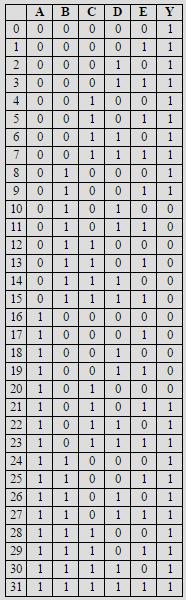 A B C D E Y
0 0 0 0 0 0 1
1 0 0 0 0 1 1
2 0 0 0 1 0 1
3 0 0 0 1 1 1
4 0 0 1 0 0 1
5 0 0 1 0 1 1
6 0 0 1 1 0 1
7 0 0 1 1 1 1
8 0 1 0 0 0 1
9 0 1 0 0 1 1
10 0 1 0 1 0 0
11 0 1 0 1 1 0
12 0 1 1 0 0 0
13 0 1 1 0 1 0
14 0 1 1 1 0 0
15 0 1 1 1 1 0
16 1 0 0 0 0 0
17 1 0 0 0 1 0
18 1 0 0 1 0 0
19 1 0 0 1 1 0
20 1 0 1 0 0 0
21 1 0 1 0 1 1
22 1 0 1 1 0 1
23 1 0 1 1 1 1
24 1 1 0 0 0 1
25 1 1 0 0 1 1
26 1 1 0 1 0 1
27 1 1 0 1 1 1
28 1 1 1 0 0 1
29 1 1 1 0 1 1
30 1 1 1 1 0 1
31 1 1 1 1 1 1